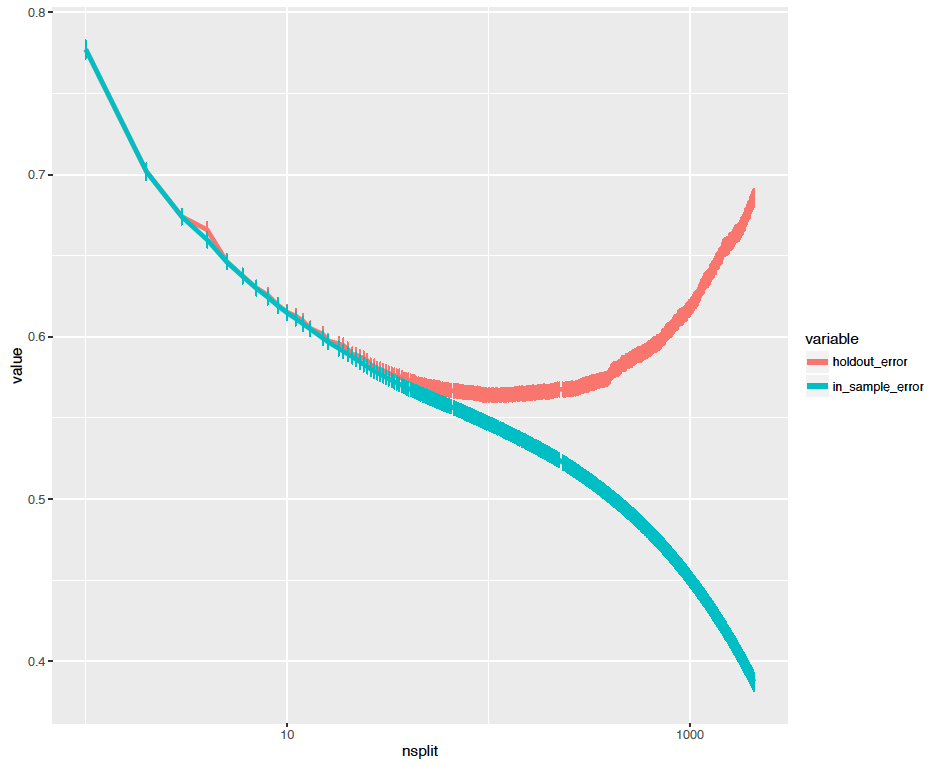 0.8
0.7
0.6
0.5
0.4
value
10
1000
nsplit
variable
holdout_error
in_sample_error